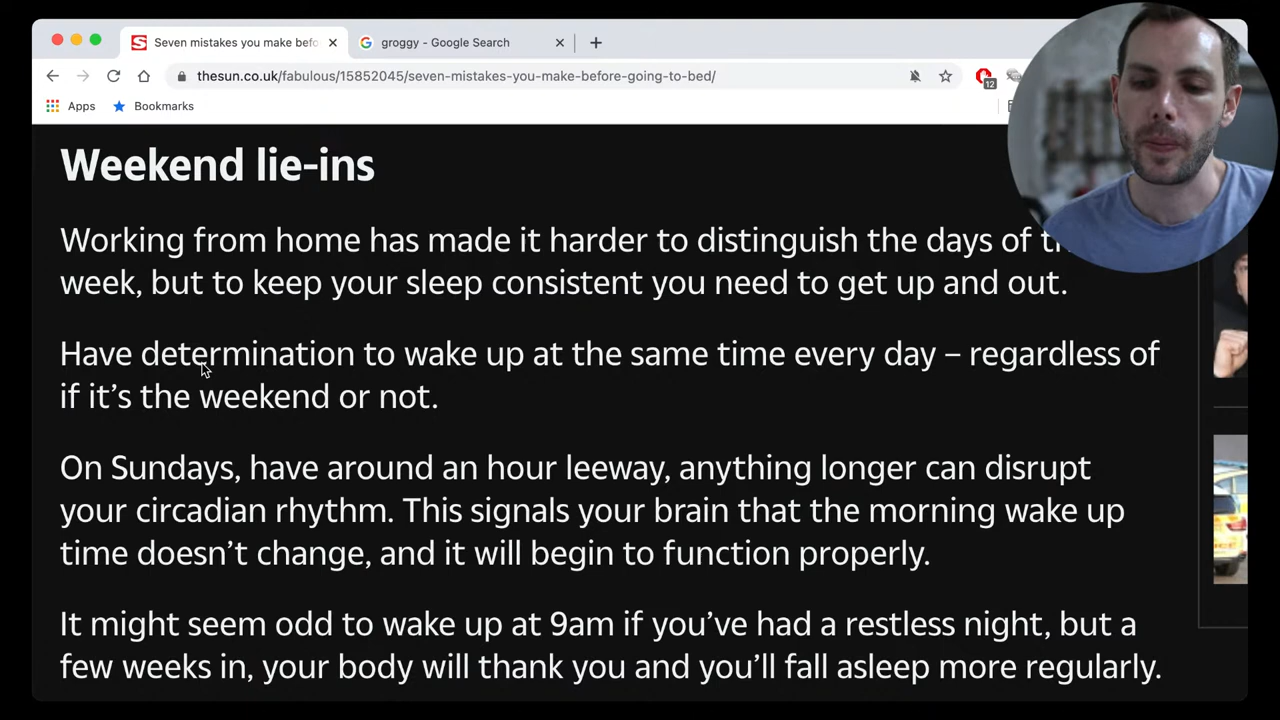 Seven mistakes you make befo
groggy - Google Search
thesun.co.uk/fabulous/15852045/seven-mistakes-you-make-before-going-to-bed/
12
Apps
Bookmarks
Weekend lie-ins
Working from home has made it harder to distinguish the days of
week, but to keep your sleep consistent you need to get up and out.
Have determination to wake up at the same time every day – regardless of
if it’s the weekend or not.
On Sundays, have around an hour leeway, anything longer can disrupt
your circadian rhythm. This signals your brain that the morning wake up
time doesn’t change, and it will begin to function properly.
It might seem odd to wake up at 9am if you’ve had a restless night, but a
few weeks in, your body will thank you and you’ll fall asleep more regularly.